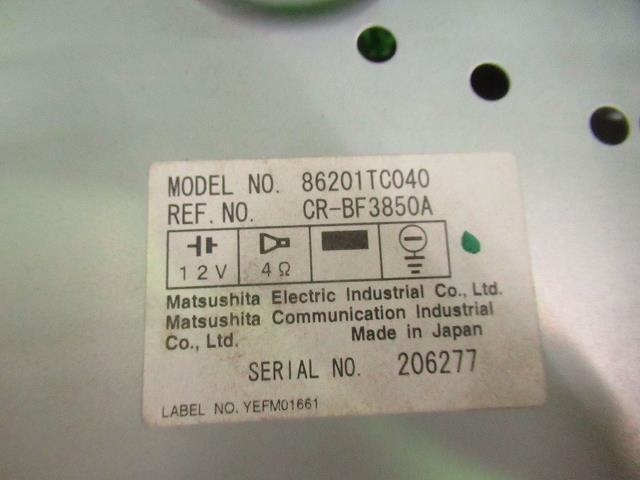 MODEL NO. 86201TC040
REF. NO. CR-BF3850A
12V 4Ω
Matsushita Electric Industrial Co., Ltd.
Matsushita Communication Industrial
Co., Ltd. Made in Japan
SERIAL NO. 206277
LABEL NO. YEFM01661